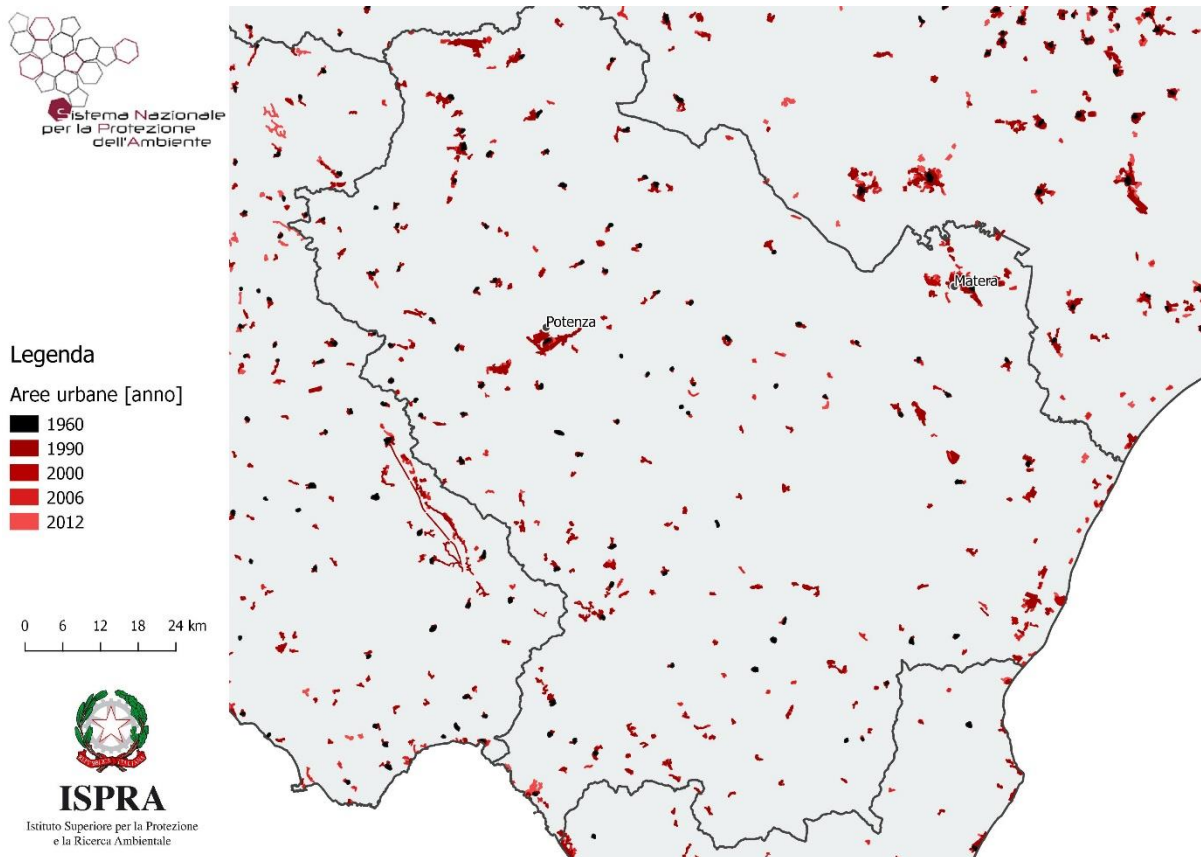 Sistema Nazionale
per la Protezione
dell'Ambiente
Legenda
Aree urbane [anno]
1960
1990
2000
2006
2012
0 6 12 18 24 km
ISPRA
Istituto Superiore per la Protezione
e la Ricerca Ambientale
Potenza
Matera